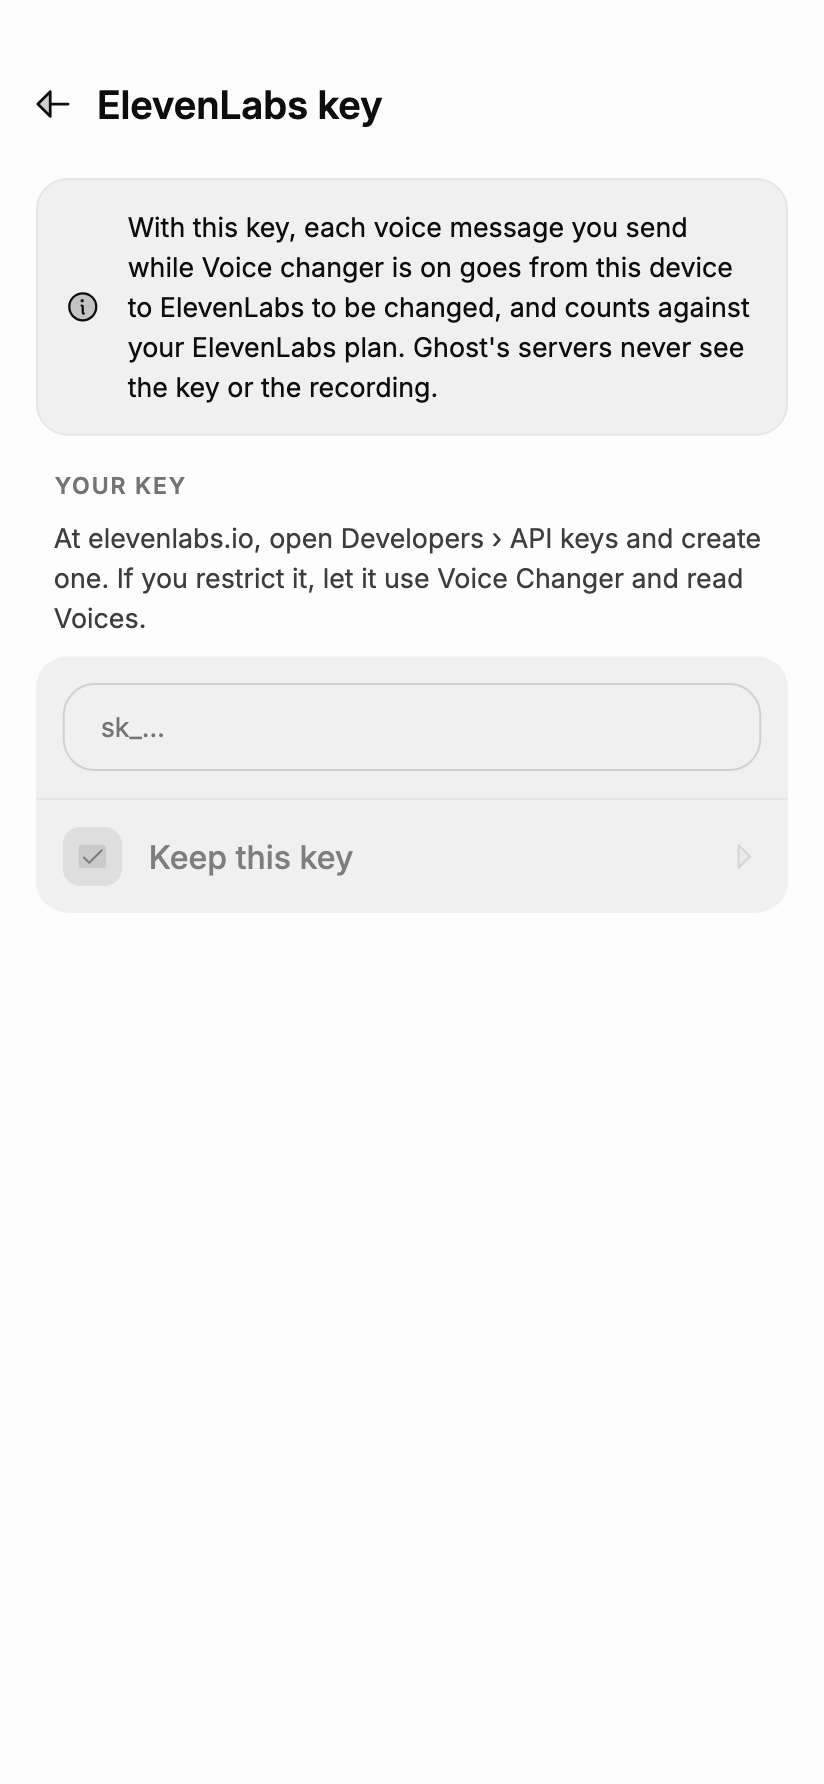 ElevenLabs key
With this key, each voice message you send
while Voice changer is on goes from this device
to ElevenLabs to be changed, and counts against
your ElevenLabs plan. Ghost's servers never see
the key or the recording.
YOUR KEY
At elevenlabs.io, open Developers › API keys and create
one. If you restrict it, let it use Voice Changer and read
Voices.
sk_...
Keep this key